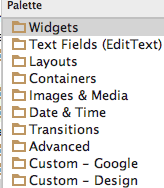 Palette
Widgets
Text Fields (EditText)
Layouts
Containers
Images & Media
Date & Time
Transitions
Advanced
Custom - Google
Custom - Design